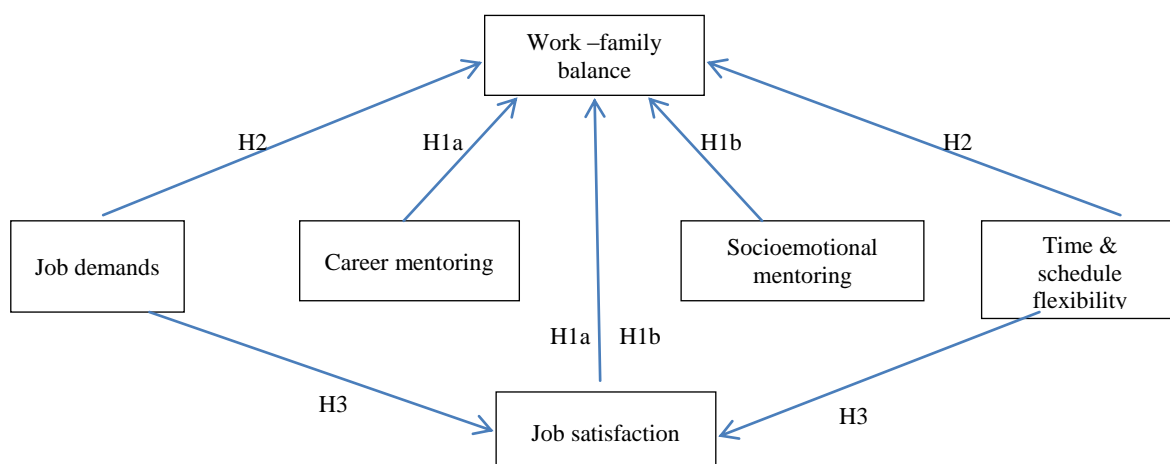 Work –family
balance
H2
H1a
H1b
H2
Job demands
Career mentoring
Socioemotional
mentoring
Time &
schedule
flexibility
H1a
H1b
H3
H3
Job satisfaction